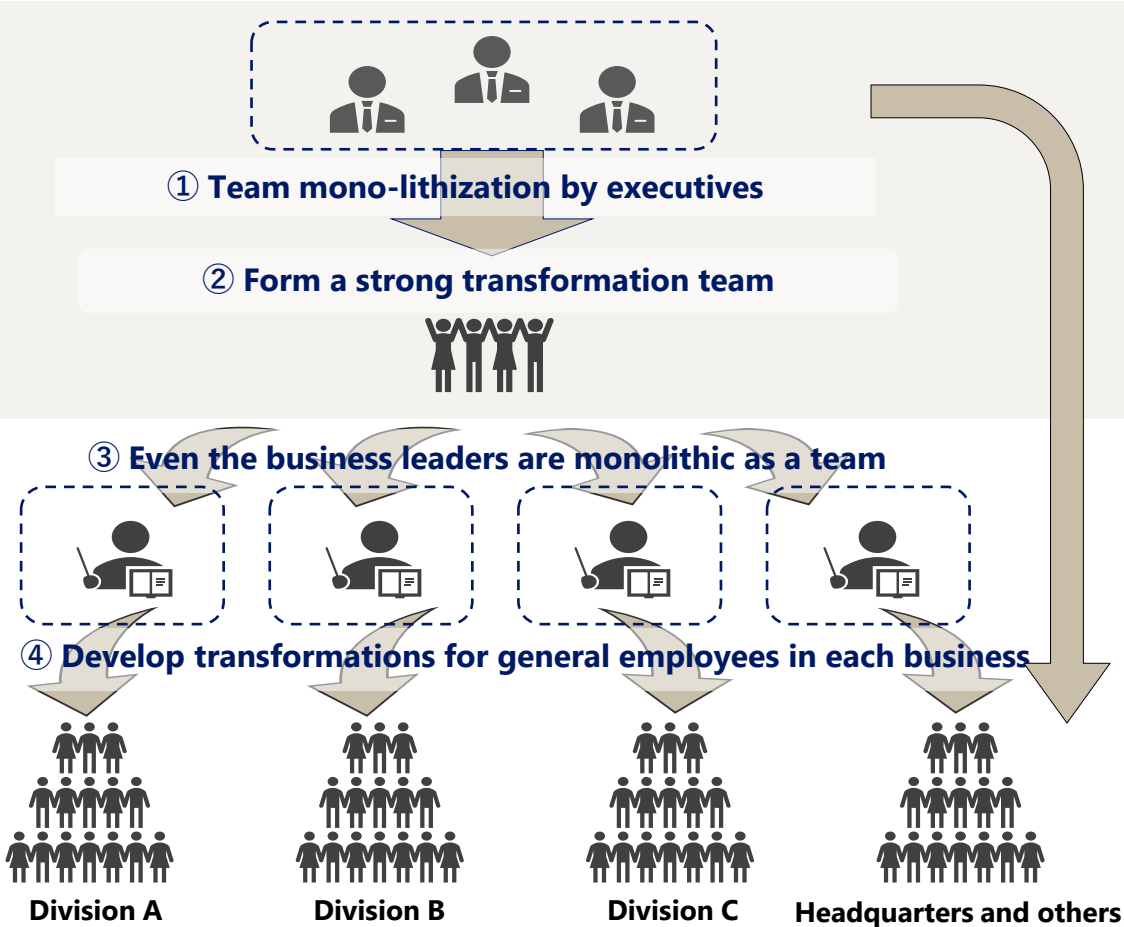 ① Team mono-lithization by executives
② Form a strong transformation team
③ Even the business leaders are monolithic as a team
④ Develop transformations for general employees in each business
Division A
Division B
Division C
Headquarters and others